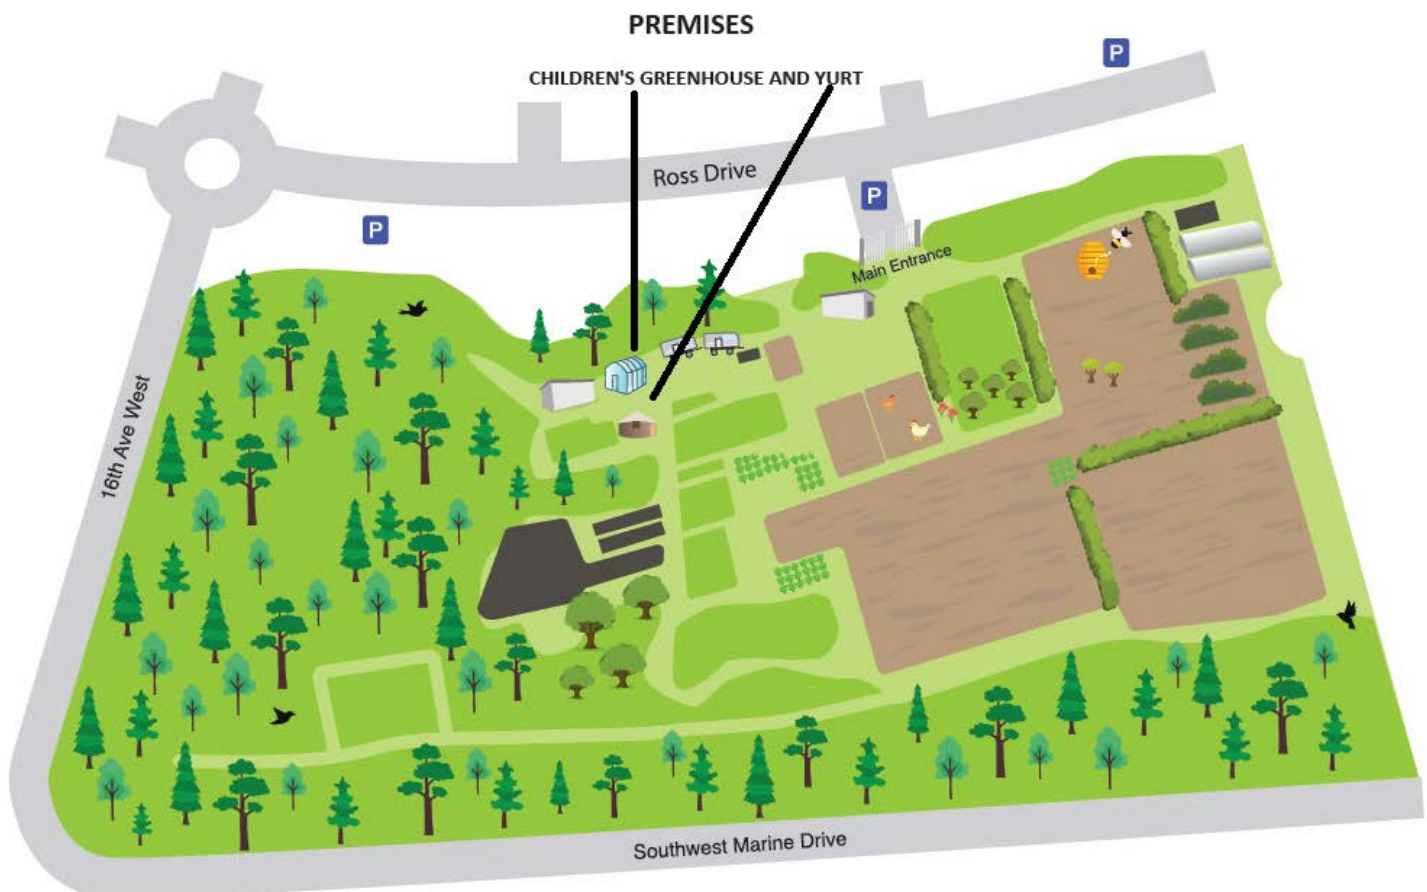 PREMISES
CHILDREN'S GREENHOUSE AND YURT
P
Ross Drive
P
P
Main Entrance
16th Ave West
Southwest Marine Drive